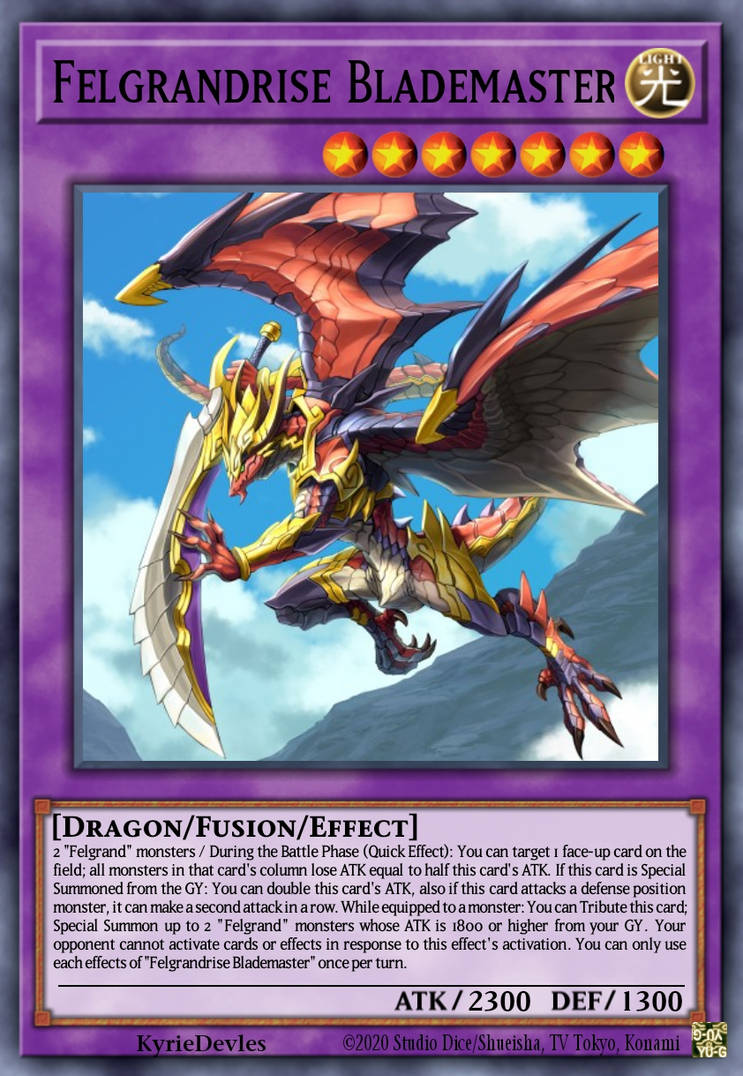 FELGRANDRISE BLADEMASTER
LIGHT
光
[DRAGON/FUSION/EFFECT]
2 "Felgrand" monsters / During the Battle Phase (Quick Effect): You can target 1 face-up card on the
field; all monsters in that card's column lose ATK equal to half this card's ATK. If this card is Special
Summoned from the GY: You can double this card's ATK, also if this card attacks a defense position
monster, it can make a second attack in a row. While equipped to a monster: You can Tribute this card;
Special Summon up to 2 "Felgrand" monsters whose ATK is 1800 or higher from your GY. Your
opponent cannot activate cards or effects in response to this effect's activation. You can only use
each effects of "Felgrandrise Blademaster" once per turn.
ATK/2300 DEF/1300
KyrieDevles ©2020 Studio Dice/Shueisha, TV Tokyo, Konami